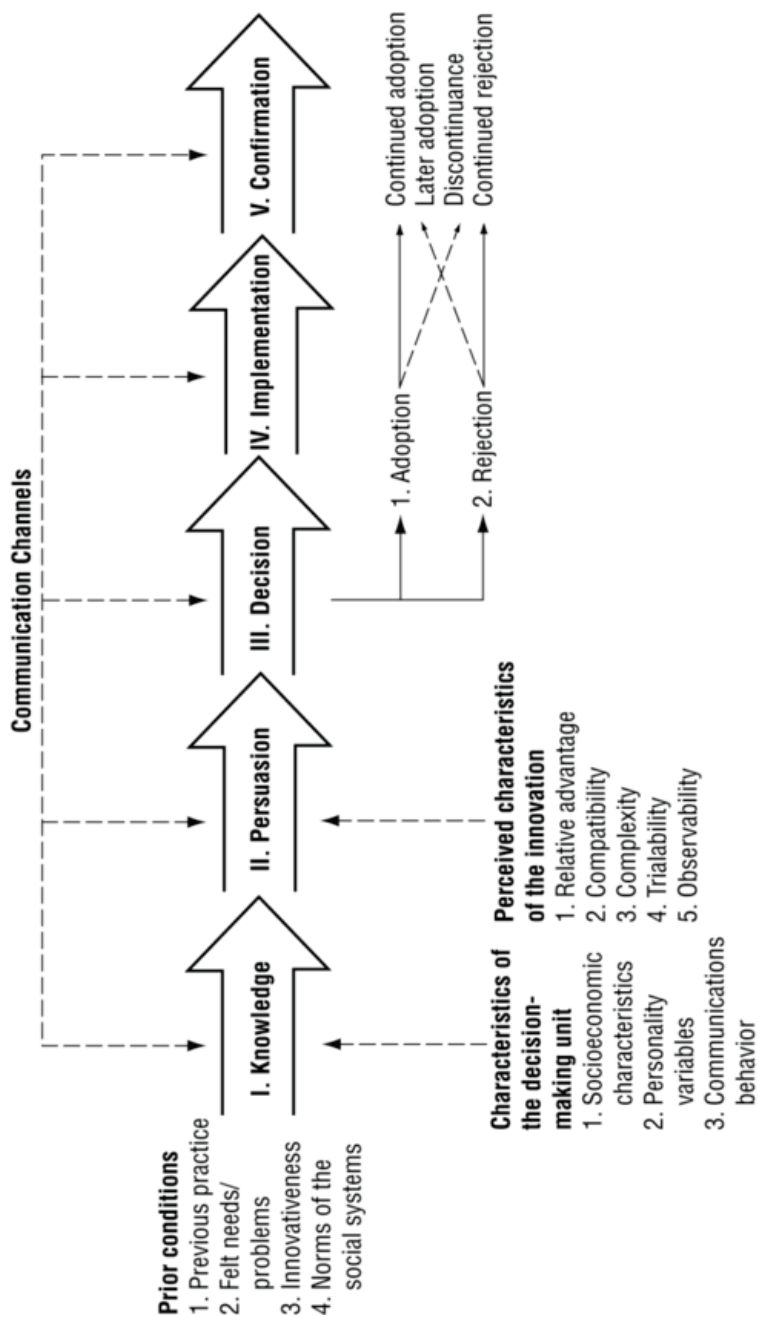 Communication Channels
Prior conditions
1. Previous practice
2. Felt needs/
problems
3. Innovativeness
4. Norms of the
social systems
I. Knowledge
II. Persuasion
III. Decision
IV. Implementation
V. Confirmation
Characteristics of
the decision-
making unit
1. Socioeconomic
characteristics
2. Personality
variables
3. Communications
behavior
Perceived characteristics
of the innovation
1. Relative advantage
2. Compatibility
3. Complexity
4. Trialability
5. Observability
1. Adoption
2. Rejection
Continued adoption
Later adoption
Discontinuance
Continued rejection